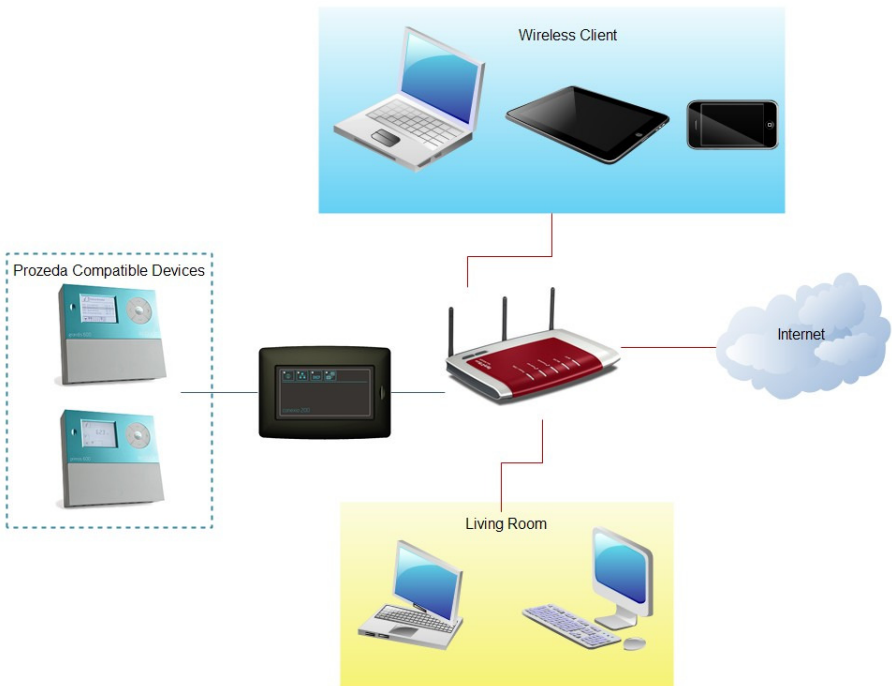 Wireless Client
Prozeda Compatible Devices
Internet
Living Room